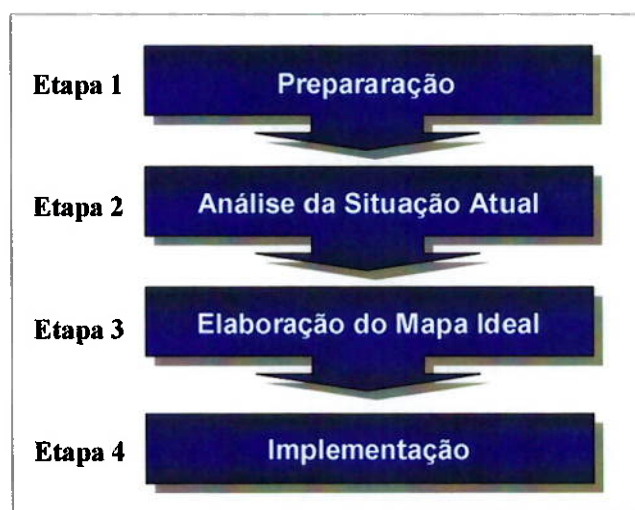 Etapa 1 Prepararação
Etapa 2 Análise da Situação Atual
Etapa 3 Elaboração do Mapa Ideal
Etapa 4 Implementação